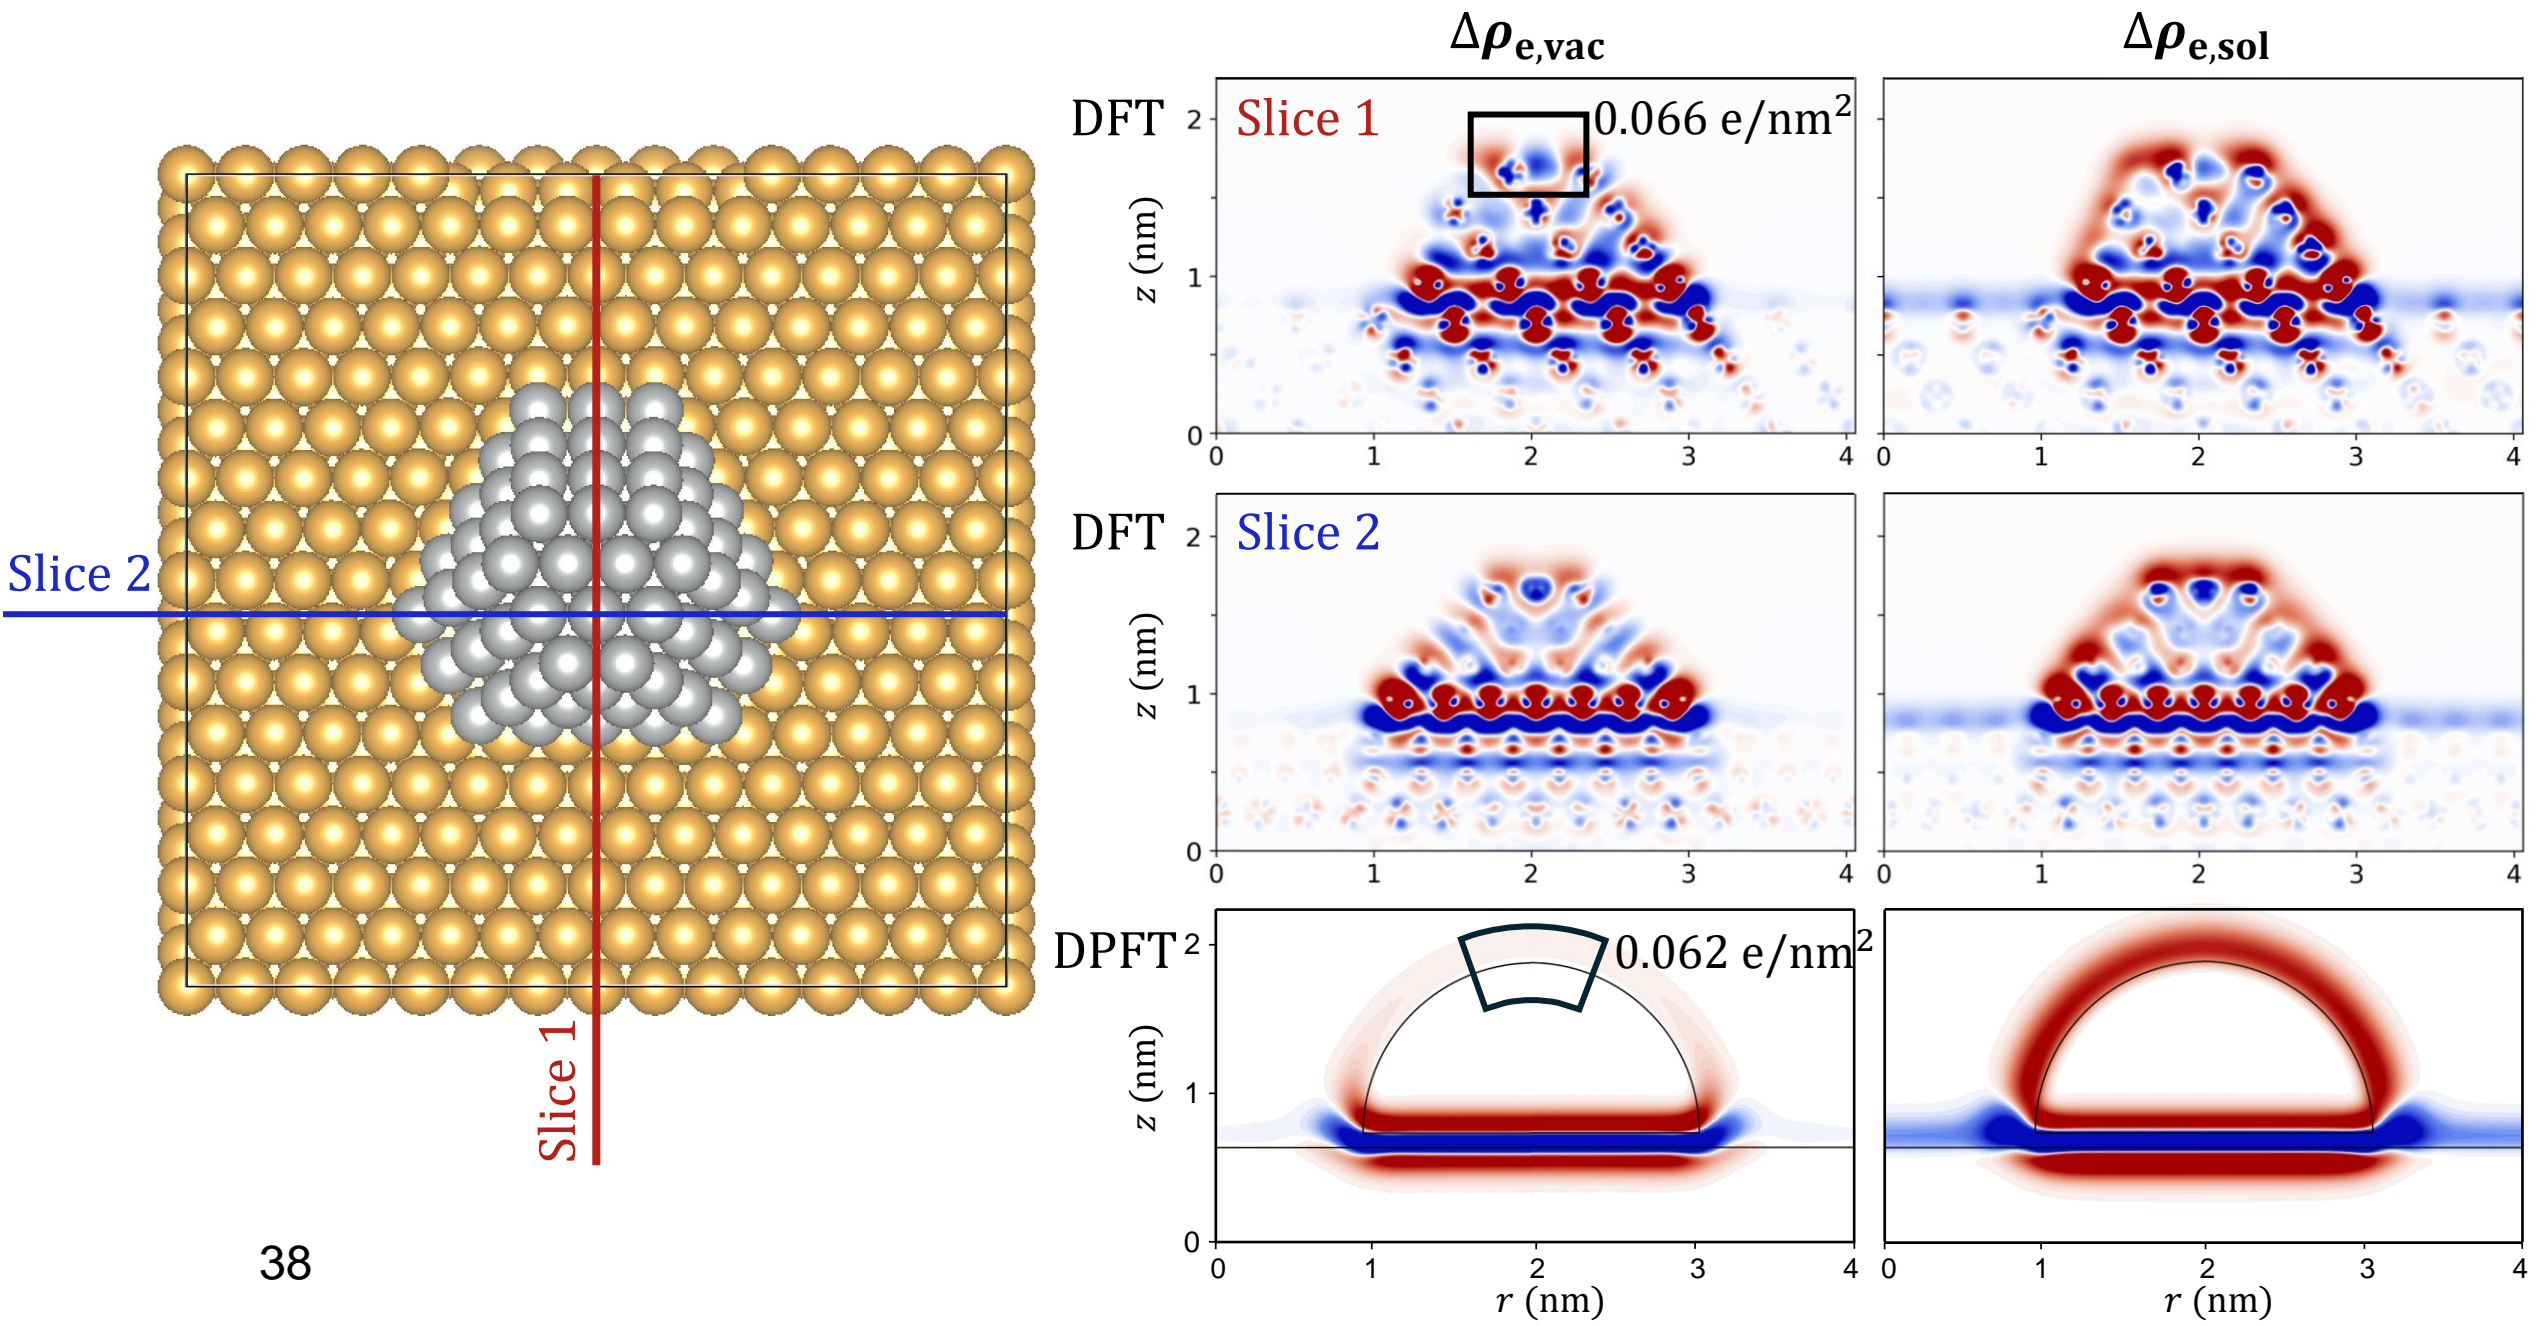 Δρe,vac
Δρe,sol
DFT
Slice 1
0.066 e/nm²
z (nm)
2
1
0
0 1 2 3 4
0 1 2 3 4
DFT
Slice 2
z (nm)
2
1
0
0 1 2 3 4
0 1 2 3 4
DPFT
0.062 e/nm²
z (nm)
2
1
0
0 1 2 3 4
0 1 2 3 4
r (nm)
r (nm)
Slice 2
Slice 1
38